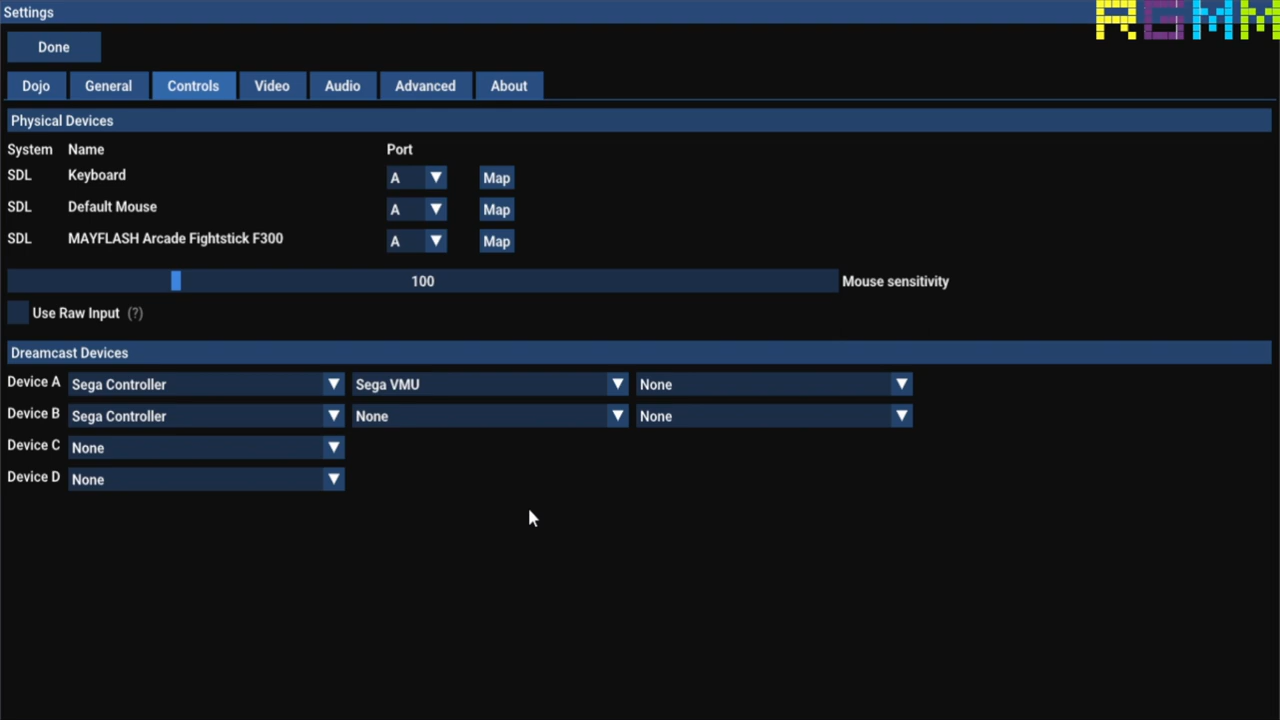 Settings
RGMM
Done
Dojo General Controls Video Audio Advanced About
Physical Devices
System Name Port
SDL Keyboard A Map
SDL Default Mouse A Map
SDL MAYFLASH Arcade Fightstick F300 A Map
100 Mouse sensitivity
Use Raw Input (?)
Dreamcast Devices
Device A Sega Controller Sega VMU None
Device B Sega Controller None None
Device C None
Device D None